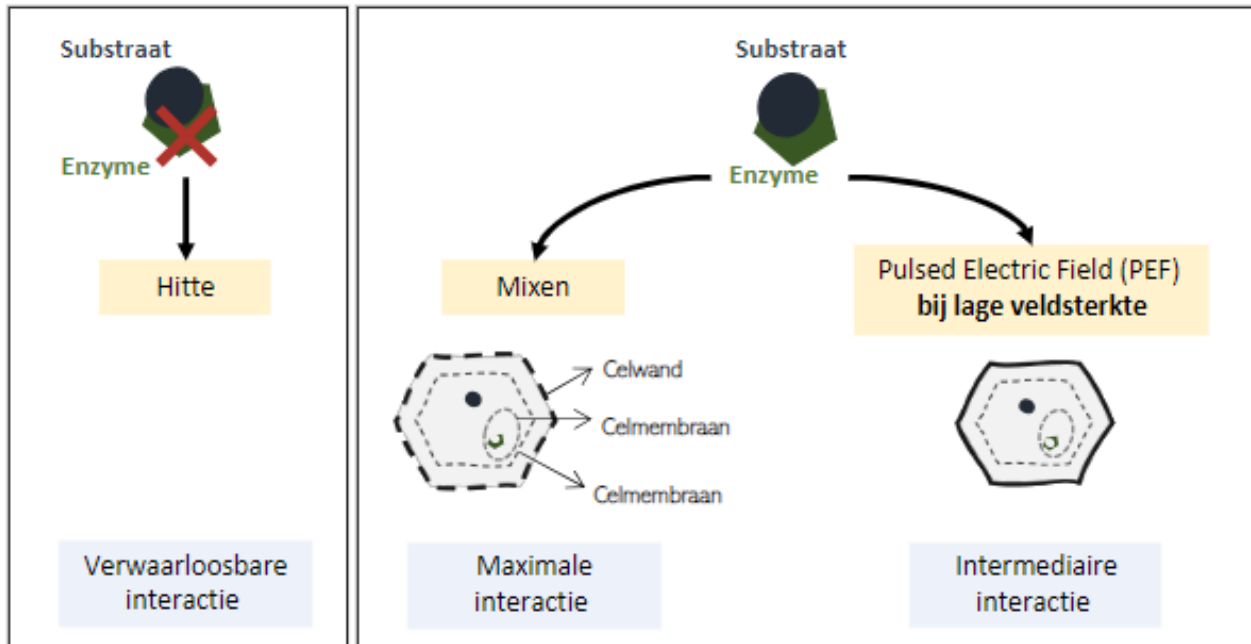 Substraat
Enzyme
Hitte
Verwaarloosbare
interactie
Substraat
Enzyme
Mixen
Pulsed Electric Field (PEF)
bij lage veldsterkte
Celwand
Celmembraan
Celmembraan
Maximale
interactie
Intermediaire
interactie